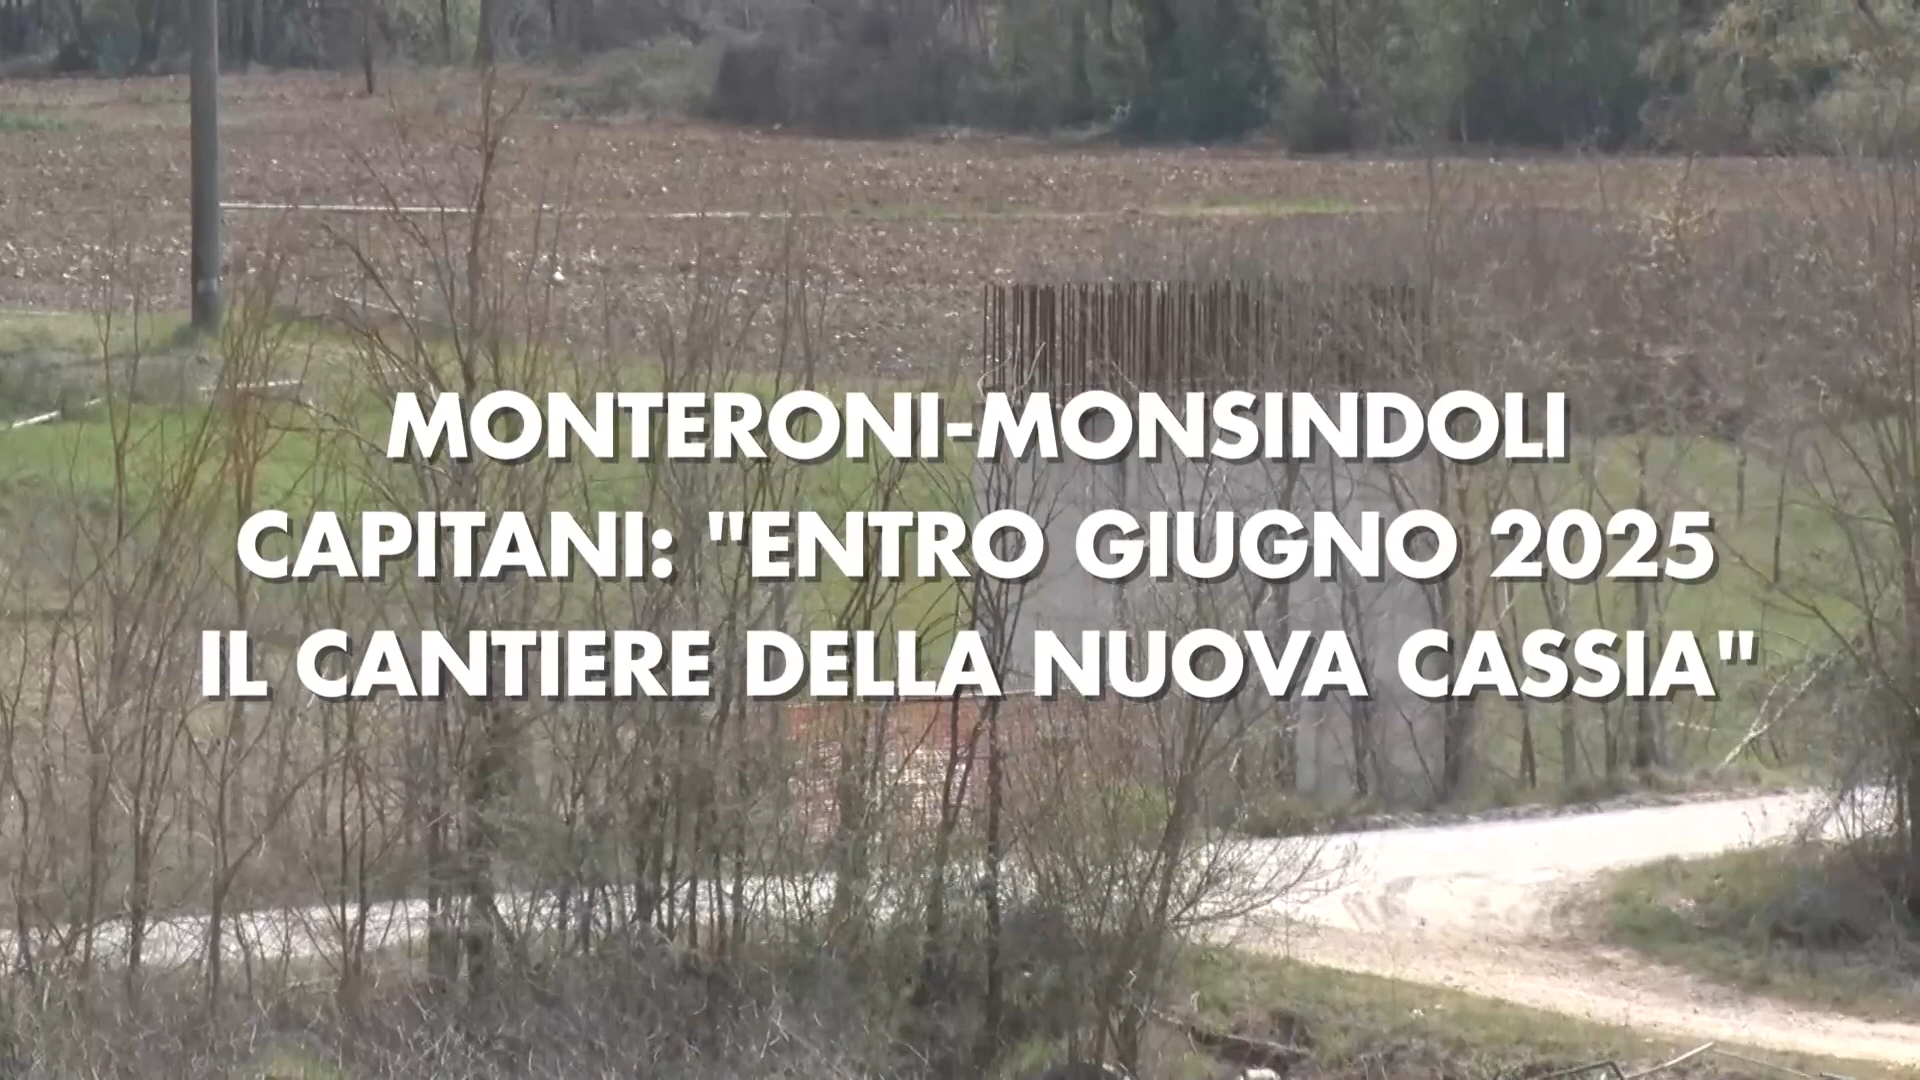 MONTERONI-MONSINDOLI
CAPITANI: "ENTRO GIUGNO 2025
IL CANTIERE DELLA NUOVA CASSIA"